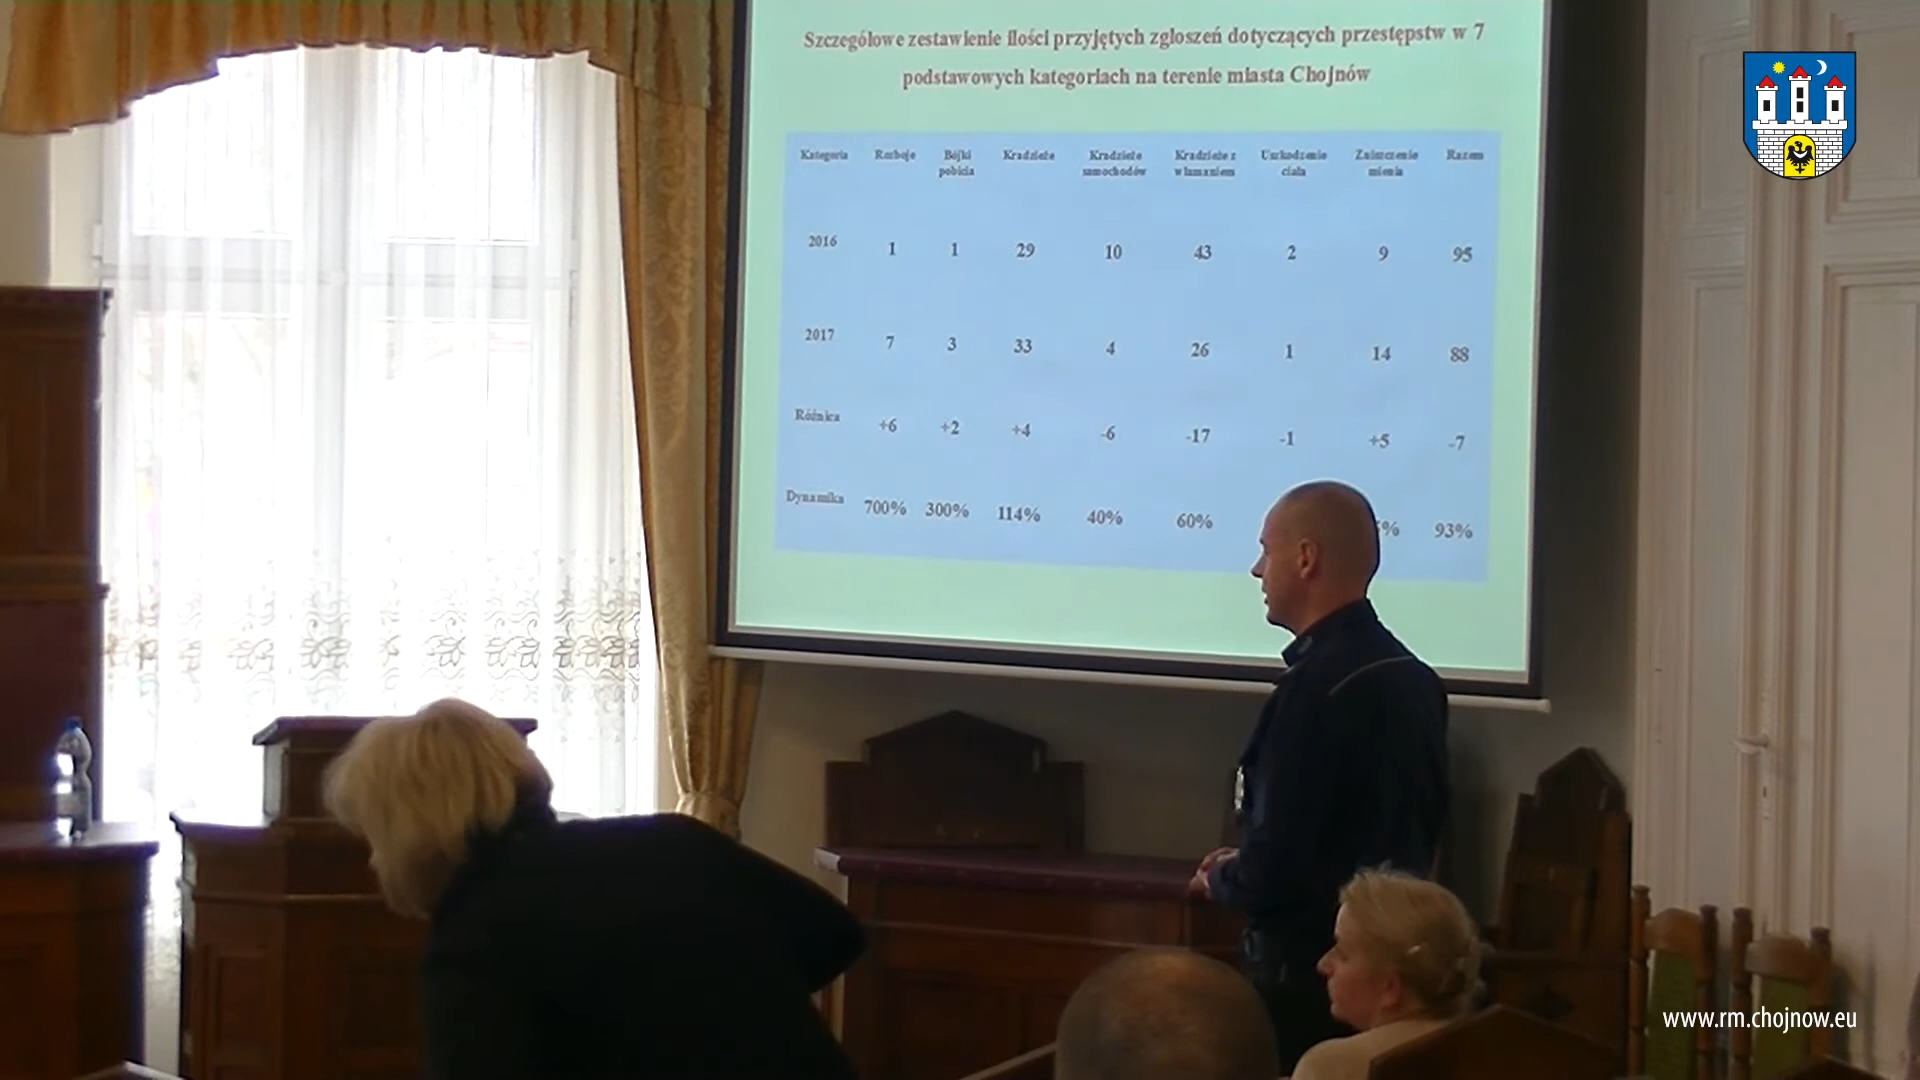 Szczegółowe zestawienie ilości przyjętych zgłoszeń dotyczących przestępstw w 7
podstawowych kategoriach na terenie miasta Chojnów
Kategoria Rozboje Bójki pobicia Kradzieże Kradzieże samochodów Kradzieże z włamaniem Uszkodzenie ciała Zniszczenie mienia Razem
2016 1 1 29 10 43 2 9 95
2017 7 3 33 4 26 1 14 88
Różnica +6 +2 +4 -6 -17 -1 +5 -7
Dynamika 700% 300% 114% 40% 60% % 93%
www.rm.chojnow.eu